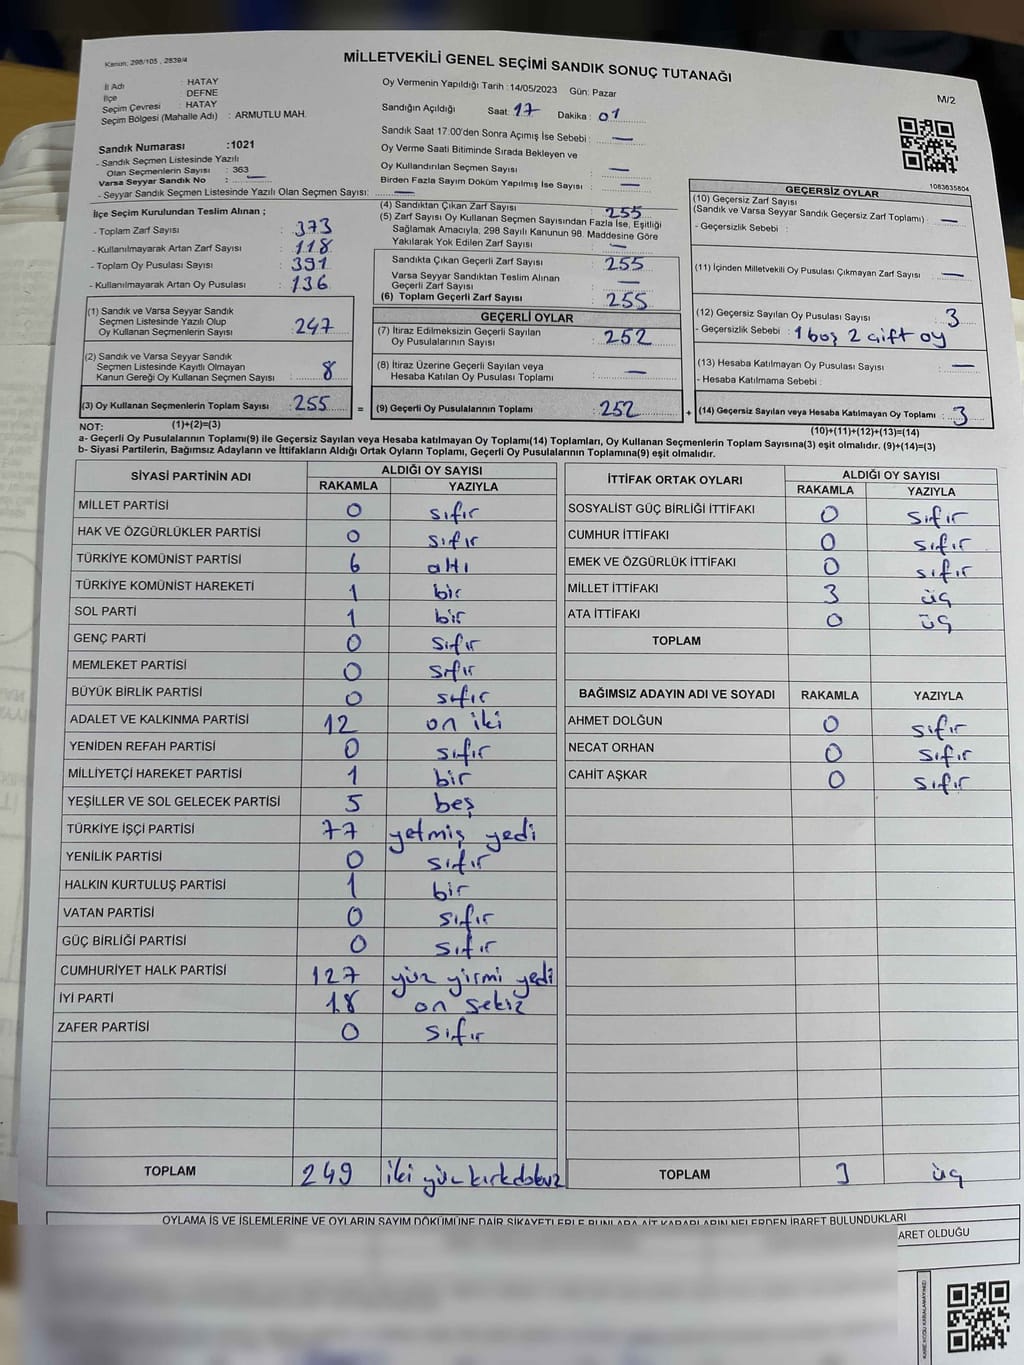 Kanun; 298/105 , 2839/4
MİLLETVEKİLİ GENEL SEÇİMİ SANDIK SONUÇ TUTANAĞI
M/2
İl Adı : HATAY
İlçe : DEFNE
Seçim Çevresi : HATAY
Seçim Bölgesi (Mahalle Adı) : ARMUTLU MAH.
Oy Vermenin Yapıldığı Tarih : 14/05/2023 Gün: Pazar
Sandığın Açıldığı Saat: 17 Dakika : 01
Sandık Saat 17:00'den Sonra Açımış İse Sebebi : —
Oy Verme Saati Bitiminde Sırada Bekleyen ve
Oy Kullandırılan Seçmen Sayısı : —
Birden Fazla Sayım Döküm Yapılmış İse Sayısı : —
Sandık Numarası :1021
- Sandık Seçmen Listesinde Yazılı
Olan Seçmenlerin Sayısı : 363
Varsa Seyyar Sandık No : —
- Seyyar Sandık Seçmen Listesinde Yazılı Olan Seçmen Sayısı: —
1083635804
İlçe Seçim Kurulundan Teslim Alınan ;
- Toplam Zarf Sayısı : 373
- Kullanılmayarak Artan Zarf Sayısı : 118
- Toplam Oy Pusulası Sayısı : 391
- Kullanılmayarak Artan Oy Pusulası : 136
(4) Sandıktan Çıkan Zarf Sayısı : 255
(5) Zarf Sayısı Oy Kullanan Seçmen Sayısından Fazla İse, Eşitliği
Sağlamak Amacıyla, 298 Sayılı Kanunun 98. Maddesine Göre
Yakılarak Yok Edilen Zarf Sayısı : —
Sandıkta Çıkan Geçerli Zarf Sayısı : 255
Varsa Seyyar Sandıktan Teslim Alınan
Geçerli Zarf Sayısı : —
(6) Toplam Geçerli Zarf Sayısı : 255
GEÇERSİZ OYLAR
(10) Geçersiz Zarf Sayısı
(Sandık ve Varsa Seyyar Sandık Geçersiz Zarf Toplamı) : —
- Geçersizlik Sebebi :
(11) İçinden Milletvekili Oy Pusulası Çıkmayan Zarf Sayısı : —
(12) Geçersiz Sayılan Oy Pusulası Sayısı : 3
- Geçersizlik Sebebi : 1 boş 2 çift oy
(13) Hesaba Katılmayan Oy Pusulası Sayısı : —
- Hesaba Katılmama Sebebi :
(1) Sandık ve Varsa Seyyar Sandık
Seçmen Listesinde Yazılı Olup
Oy Kullanan Seçmenlerin Sayısı : 247
(2) Sandık ve Varsa Seyyar Sandık
Seçmen Listesinde Kayıtlı Olmayan
Kanun Gereği Oy Kullanan Seçmen Sayısı : 8
GEÇERLİ OYLAR
(7) İtiraz Edilmeksizin Geçerli Sayılan
Oy Pusulalarının Sayısı : 252
(8) İtiraz Üzerine Geçerli Sayılan veya
Hesaba Katılan Oy Pusulası Toplamı : —
(3) Oy Kullanan Seçmenlerin Toplam Sayısı : 255 = (9) Geçerli Oy Pusulalarının Toplamı : 252 + (14) Geçersiz Sayılan veya Hesaba Katılmayan Oy Toplamı : 3
NOT: (1)+(2)=(3) (10)+(11)+(12)+(13)=(14)
a- Geçerli Oy Pusulalarının Toplamı(9) ile Geçersiz Sayılan veya Hesaba katılmayan Oy Toplamı(14) Toplamları, Oy Kullanan Seçmenlerin Toplam Sayısına(3) eşit olmalıdır. (9)+(14)=(3)
b- Siyasi Partilerin, Bağımsız Adayların ve İttifakların Aldığı Ortak Oyların Toplamı, Geçerli Oy Pusulalarının Toplamına(9) eşit olmalıdır.
SİYASİ PARTİNİN ADI ALDIĞI OY SAYISI
RAKAMLA YAZIYLA
MİLLET PARTİSİ 0 sıfır
HAK VE ÖZGÜRLÜKLER PARTİSİ 0 sıfır
TÜRKİYE KOMÜNİST PARTİSİ 6 altı
TÜRKİYE KOMÜNİST HAREKETİ 1 bir
SOL PARTİ 1 bir
GENÇ PARTİ 0 sıfır
MEMLEKET PARTİSİ 0 sıfır
BÜYÜK BİRLİK PARTİSİ 0 sıfır
ADALET VE KALKINMA PARTİSİ 12 on iki
YENİDEN REFAH PARTİSİ 0 sıfır
MİLLİYETÇİ HAREKET PARTİSİ 1 bir
YEŞİLLER VE SOL GELECEK PARTİSİ 5 beş
TÜRKİYE İŞÇİ PARTİSİ 77 yetmiş yedi
YENİLİK PARTİSİ 0 sıfır
HALKIN KURTULUŞ PARTİSİ 1 bir
VATAN PARTİSİ 0 sıfır
GÜÇ BİRLİĞİ PARTİSİ 0 sıfır
CUMHURİYET HALK PARTİSİ 127 yüz yirmi yedi
İYİ PARTİ 18 on sekiz
ZAFER PARTİSİ 0 sıfır
TOPLAM 249 iki yüz kırkdokuz
İTTİFAK ORTAK OYLARI ALDIĞI OY SAYISI
RAKAMLA YAZIYLA
SOSYALİST GÜÇ BİRLİĞİ İTTİFAKI 0 sıfır
CUMHUR İTTİFAKI 0 sıfır
EMEK VE ÖZGÜRLÜK İTTİFAKI 0 sıfır
MİLLET İTTİFAKI 3 üç
ATA İTTİFAKI 0 üç
TOPLAM
BAĞIMSIZ ADAYIN ADI VE SOYADI RAKAMLA YAZIYLA
AHMET DOLĞUN 0 sıfır
NECAT ORHAN 0 sıfır
CAHİT AŞKAR 0 sıfır
TOPLAM 3 üç
OYLAMA İŞ VE İŞLEMLERİNE VE OYLARIN SAYIM DÖKÜMÜNE DAİR ŞİKAYETLERLE BUNLARA AİT KARARLARIN NELERDEN İBARET BULUNDUKLARI
ARET OLDUĞU